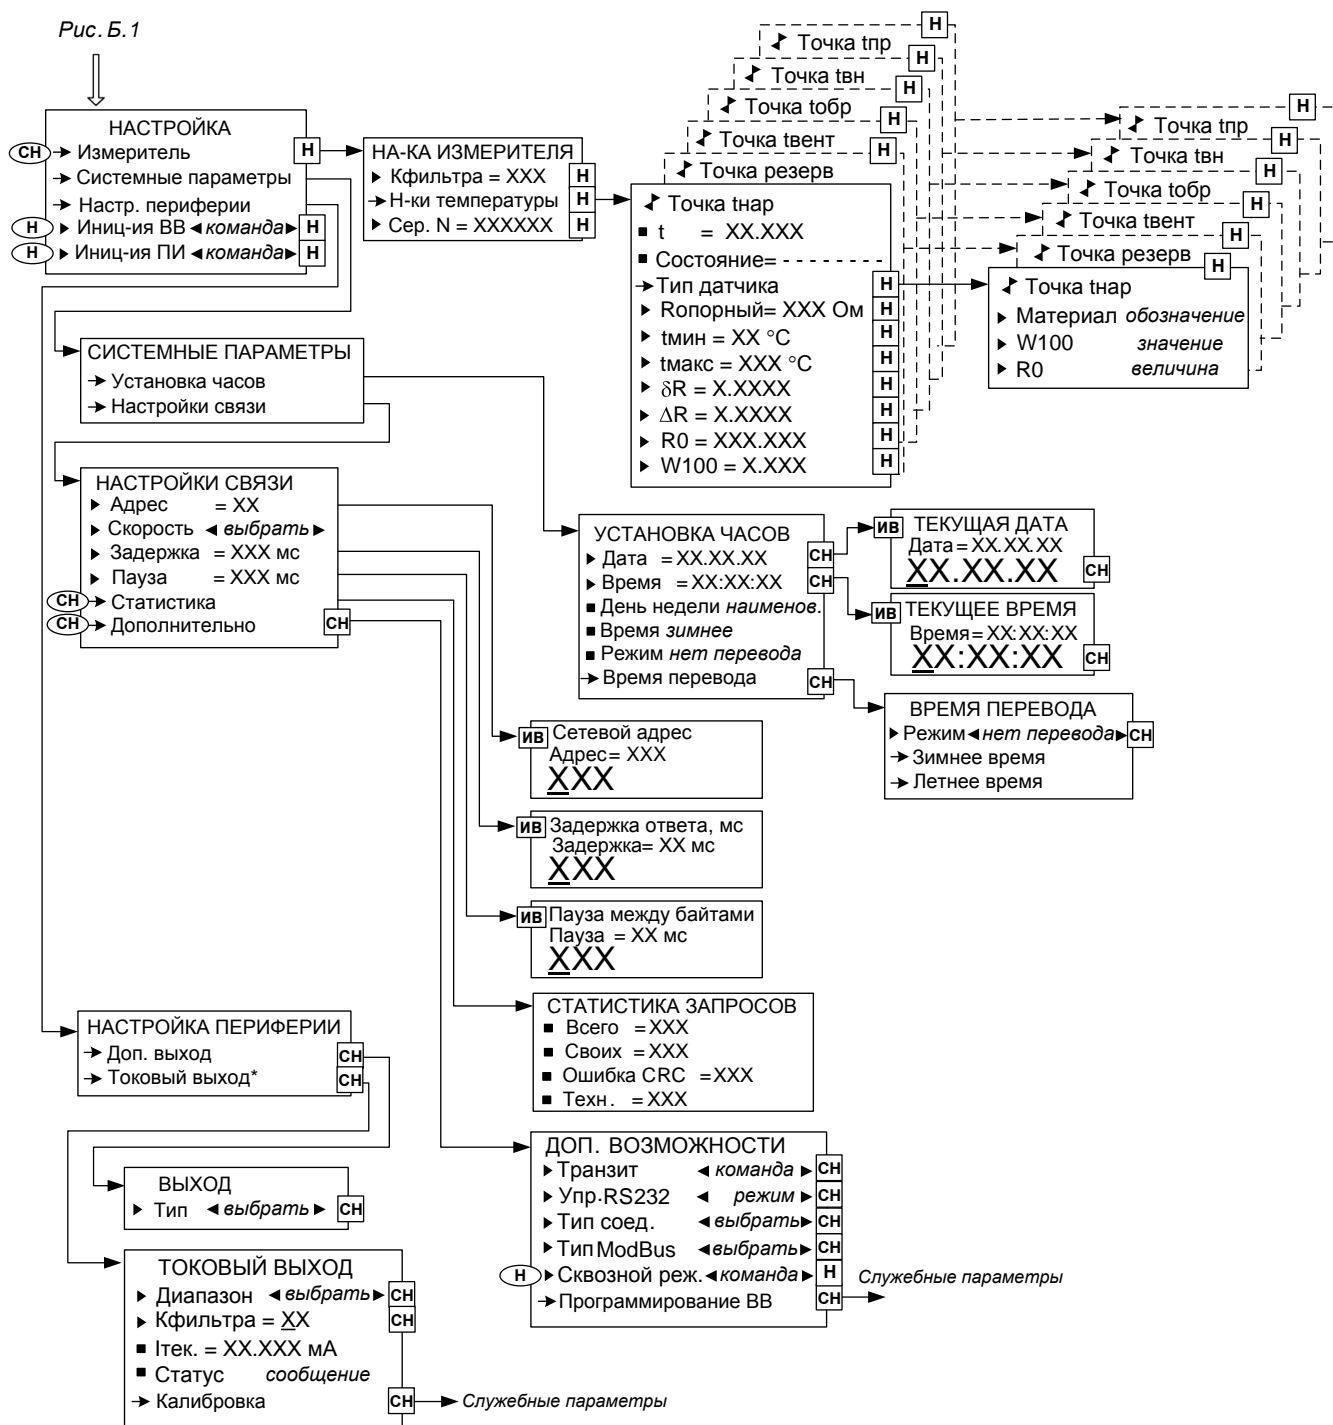 Рис. Б.1
НАСТРОЙКА
СН Измеритель Н
Системные параметры
Настр. периферии
Н Иниц-ия ВВ команда Н
Н Иниц-ия ПИ команда Н
НА-КА ИЗМЕРИТЕЛЯ
Кфильтра = XXX Н
Н-ки температуры Н
Сер. N = XXXXXX Н
Точка tпр Н
Точка tвн Н
Точка tобр Н
Точка tвент Н
Точка резерв Н
Точка tнар
t = XX.XXX
Состояние= - - - - - - - -
Тип датчика Н
Rопорный= XXX Ом Н
tмин = XX °C Н
tмакс = XXX °C Н
δR = X.XXXX Н
ΔR = X.XXXX Н
R0 = XXX.XXX Н
W100 = X.XXX Н
Точка tпр Н
Точка tвн Н
Точка tобр Н
Точка tвент Н
Точка резерв Н
Точка tнар Н
Материал обозначение
W100 значение
R0 величина
СИСТЕМНЫЕ ПАРАМЕТРЫ
Установка часов
Настройки связи
НАСТРОЙКИ СВЯЗИ
Адрес = XX
Скорость выбрать
Задержка = XXX мс
Пауза = XXX мс
СН Статистика
СН Дополнительно СН
УСТАНОВКА ЧАСОВ
Дата = XX.XX.XX СН
Время = XX:XX:XX СН
День недели наименов.
Время зимнее
Режим нет перевода
Время перевода СН
ИВ ТЕКУЩАЯ ДАТА
Дата = XX.XX.XX
XX.XX.XX СН
ИВ ТЕКУЩЕЕ ВРЕМЯ
Время = XX:XX:XX
XX:XX:XX СН
ВРЕМЯ ПЕРЕВОДА
Режим нет перевода СН
Зимнее время
Летнее время
ИВ Сетевой адрес
Адрес = XXX
XXX
ИВ Задержка ответа, мс
Задержка= XX мс
XXX
ИВ Пауза между байтами
Пауза = XX мс
XXX
СТАТИСТИКА ЗАПРОСОВ
Всего = XXX
Своих = XXX
Ошибка CRC = XXX
Техн. = XXX
НАСТРОЙКА ПЕРИФЕРИИ
Доп. выход СН
Токовый выход* СН
ВЫХОД
Тип выбрать СН
ДОП. ВОЗМОЖНОСТИ
Транзит команда СН
Упр.RS232 режим СН
Тип соед. выбрать СН
Тип ModBus выбрать СН
Н Сквозной реж. команда Н
Программирование ВВ СН
Служебные параметры
ТОКОВЫЙ ВЫХОД
Диапазон выбрать СН
Кфильтра = XX СН
Iтек. = XX.XXX мА
Статус сообщение
Калибровка СН Служебные параметры